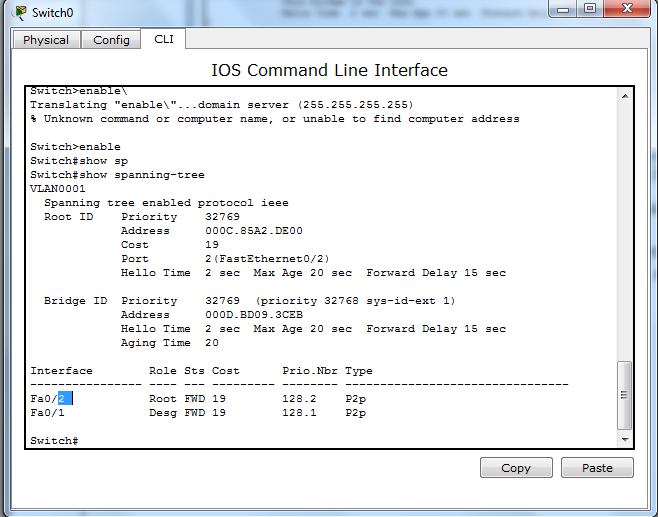 Switch0
Physical Config CLI
IOS Command Line Interface
Switch>enable\
Translating "enable\"...domain server (255.255.255.255)
% Unknown command or computer name, or unable to find computer address
Switch>enable
Switch#show sp
Switch#show spanning-tree
VLAN0001
Spanning tree enabled protocol ieee
Root ID Priority 32769
Address 000C.85A2.DE00
Cost 19
Port 2(FastEthernet0/2)
Hello Time 2 sec Max Age 20 sec Forward Delay 15 sec
Bridge ID Priority 32769 (priority 32768 sys-id-ext 1)
Address 000D.BD09.3CEB
Hello Time 2 sec Max Age 20 sec Forward Delay 15 sec
Aging Time 20
Interface Role Sts Cost Prio.Nbr Type
---------------- ---- --- --------- -------- --------------------------------
Fa0/2 Root FWD 19 128.2 P2p
Fa0/1 Desg FWD 19 128.1 P2p
Switch#
Copy Paste